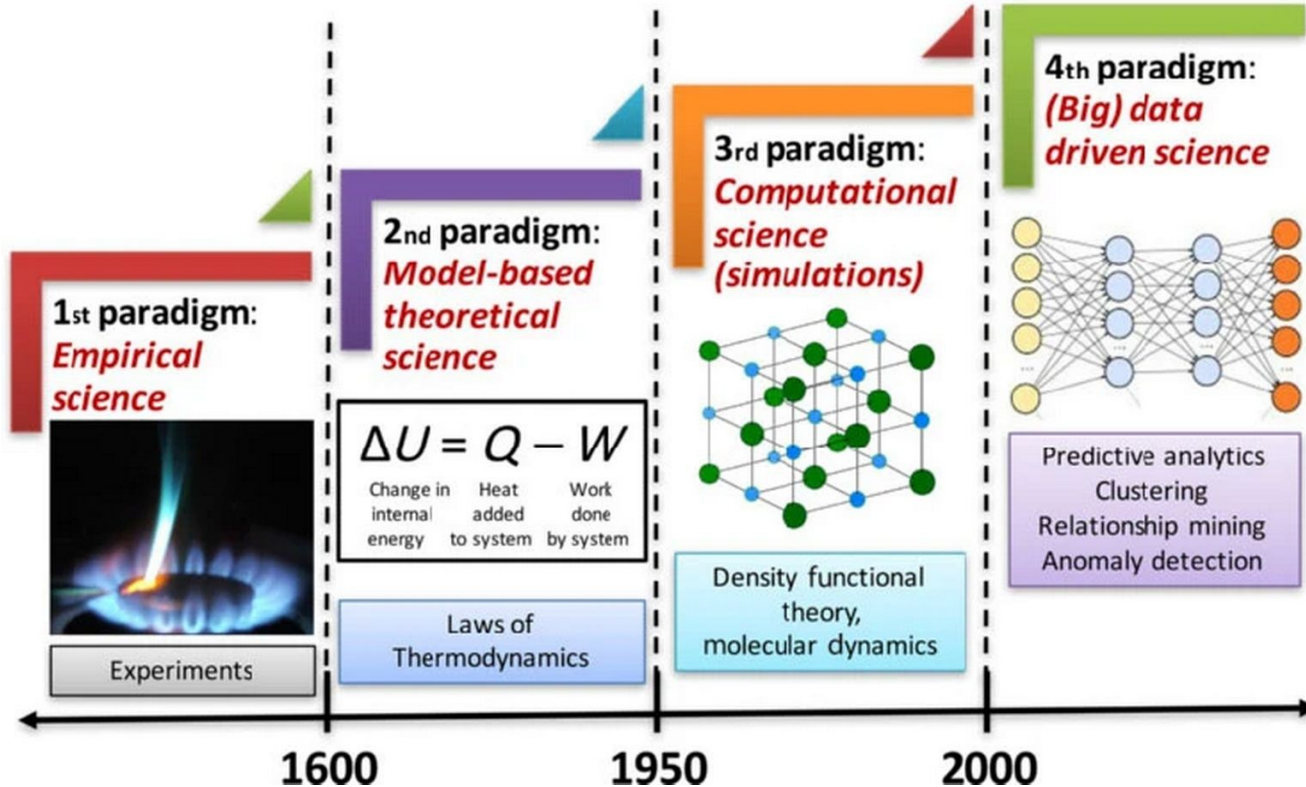 1st paradigm:
Empirical
science
Experiments
2nd paradigm:
Model-based
theoretical
science
ΔU = Q − W
Change in internal energy
Heat added to system
Work done by system
Laws of
Thermodynamics
3rd paradigm:
Computational
science
(simulations)
Density functional
theory,
molecular dynamics
4th paradigm:
(Big) data
driven science
...
...
...
...
Predictive analytics
Clustering
Relationship mining
Anomaly detection
1600
1950
2000